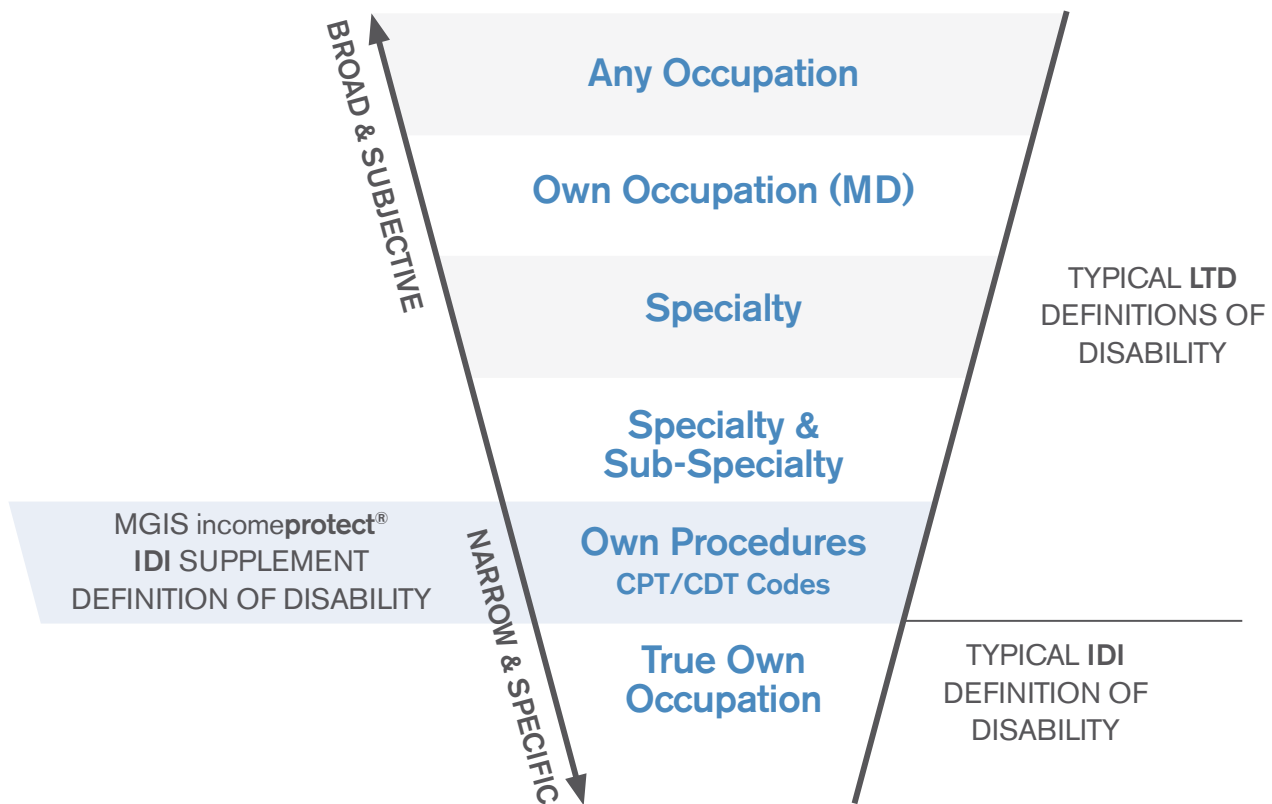 BROAD & SUBJECTIVE
Any Occupation
Own Occupation (MD)
Specialty
TYPICAL LTD
DEFINITIONS OF
DISABILITY
Specialty &
Sub-Specialty
MGIS incomeprotect®
IDI SUPPLEMENT
DEFINITION OF DISABILITY
NARROW & SPECIFIC
Own Procedures
CPT/CDT Codes
True Own
Occupation
TYPICAL IDI
DEFINITION OF
DISABILITY